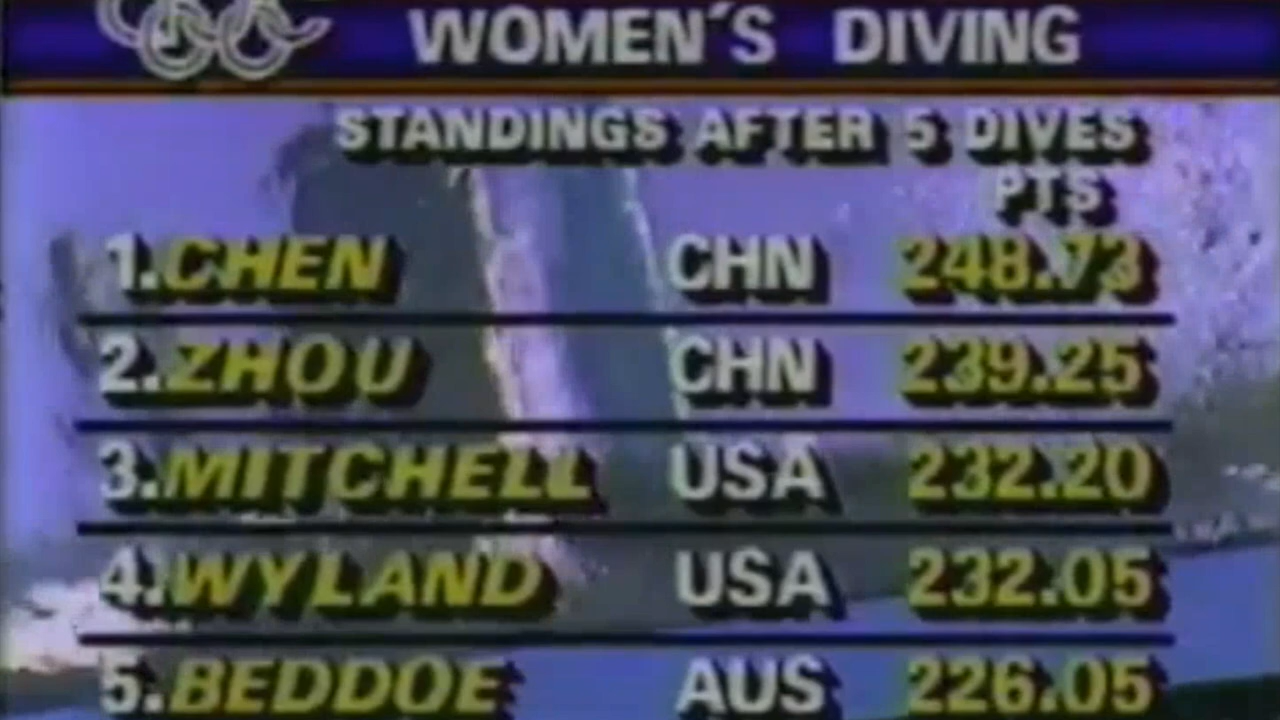 WOMEN'S DIVING
STANDINGS AFTER 5 DIVES
PTS
1.CHEN CHN 248.73
2.ZHOU CHN 239.25
3.MITCHELL USA 232.20
4.WYLAND USA 232.05
5.BEDDOE AUS 226.05